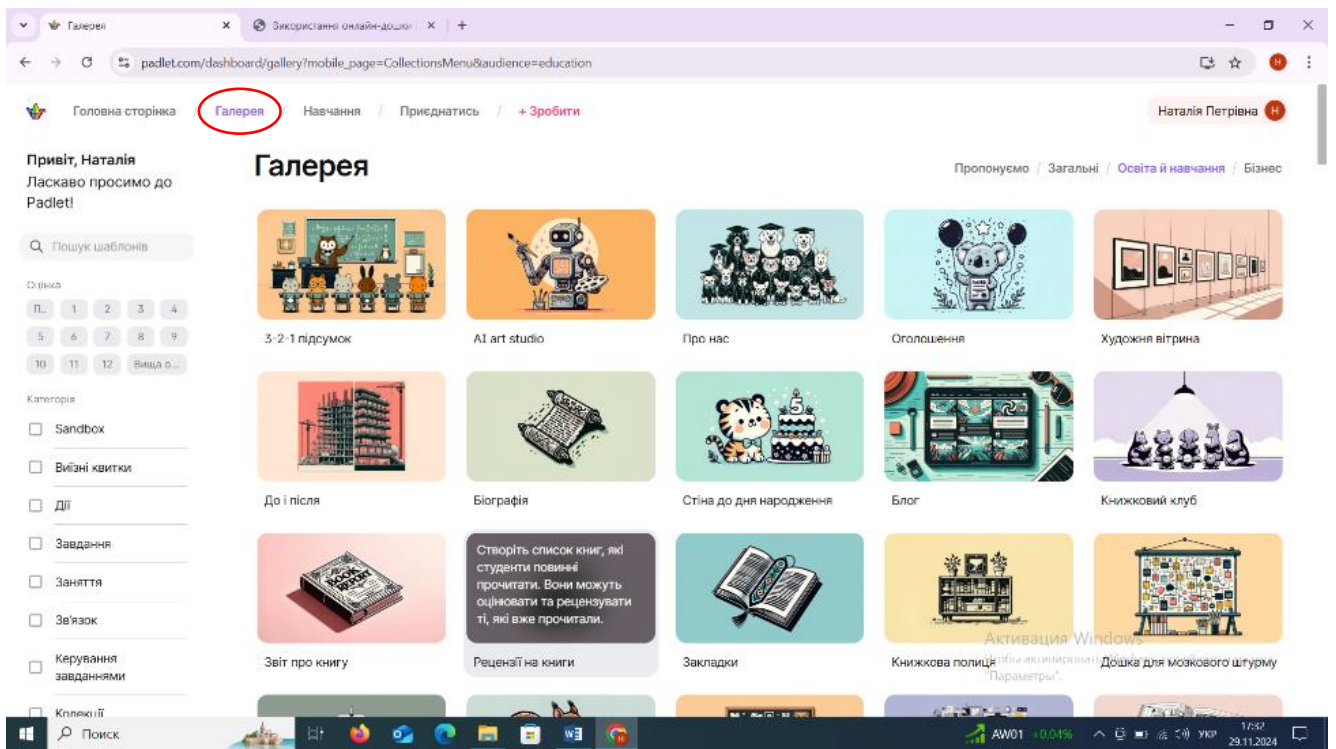 Галерея
Використання онлайн-дошки
padlet.com/dashboard/gallery?mobile_page=CollectionsMenu&audience=education
Н
Головна сторінка / Галерея / Навчання / Приєднатись / + Зробити
Наталія Петрівна Н
Привіт, Наталія
Ласкаво просимо до
Padlet!
Пошук шаблонів
Оцінка
П... 1 2 3 4
5 6 7 8 9
10 11 12 Вища о...
Категорія
Sandbox
Виїзні квитки
Дії
Завдання
Заняття
Зв'язок
Керування
завданнями
Колекції
Галерея
Пропонуємо / Загальні / Освіта й навчання / Бізнес
3-2-1 підсумок
AI art studio
Про нас
Оголошення
Художня вітрина
До і після
Біографія
Стіна до дня народження
Блог
Книжковий клуб
BOOK
REPORT
Створіть список книг, які
студенти повинні
прочитати. Вони можуть
оцінювати та рецензувати
ті, які вже прочитали.
Звіт про книгу
Рецензії на книги
Закладки
Книжкова полиця
Дошка для мозкового штурму
Активация Windows
"Параметры".
Поиск
AW01 +0.04%
УКР
17:32
29.11.2024